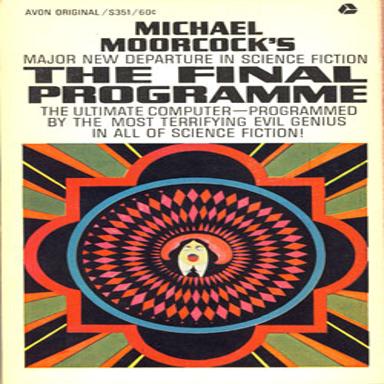 AVON ORIGINAL/S351/60¢
MICHAEL
MOORCOCK'S
MAJOR NEW DEPARTURE IN SCIENCE FICTION
THE FINAL
PROGRAMME
THE ULTIMATE COMPUTER—PROGRAMMED
BY THE MOST TERRIFYING EVIL GENIUS
IN ALL OF SCIENCE FICTION!